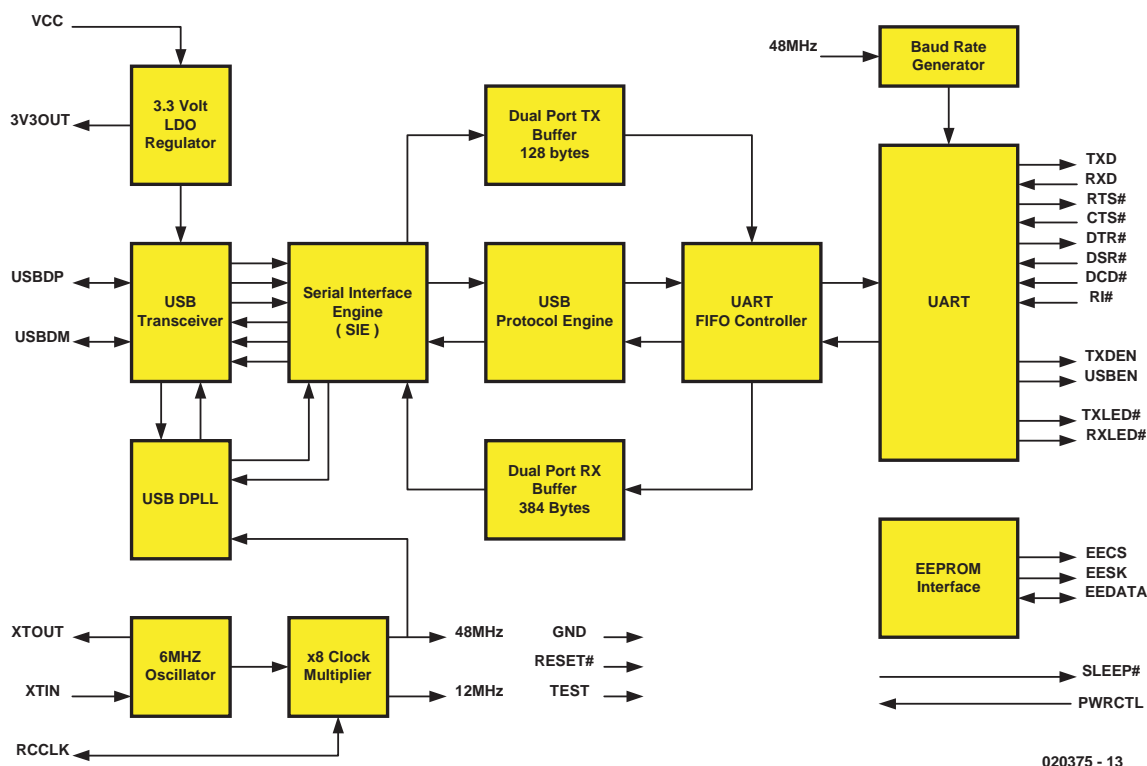 VCC
3.3 Volt
LDO
Regulator
3V3OUT
Dual Port TX
Buffer
128 bytes
48MHz
Baud Rate
Generator
USBDP
USBDM
USB
Transceiver
Serial Interface
Engine
( SIE )
USB
Protocol Engine
UART
FIFO Controller
UART
TXD
RXD
RTS#
CTS#
DTR#
DSR#
DCD#
RI#
TXDEN
USBEN
TXLED#
RXLED#
USB DPLL
Dual Port RX
Buffer
384 Bytes
EEPROM
Interface
EECS
EESK
EEDATA
XTOUT
XTIN
6MHZ
Oscillator
x8 Clock
Multiplier
48MHz
12MHz
GND
RESET#
TEST
SLEEP#
PWRCTL
RCCLK
020375 - 13